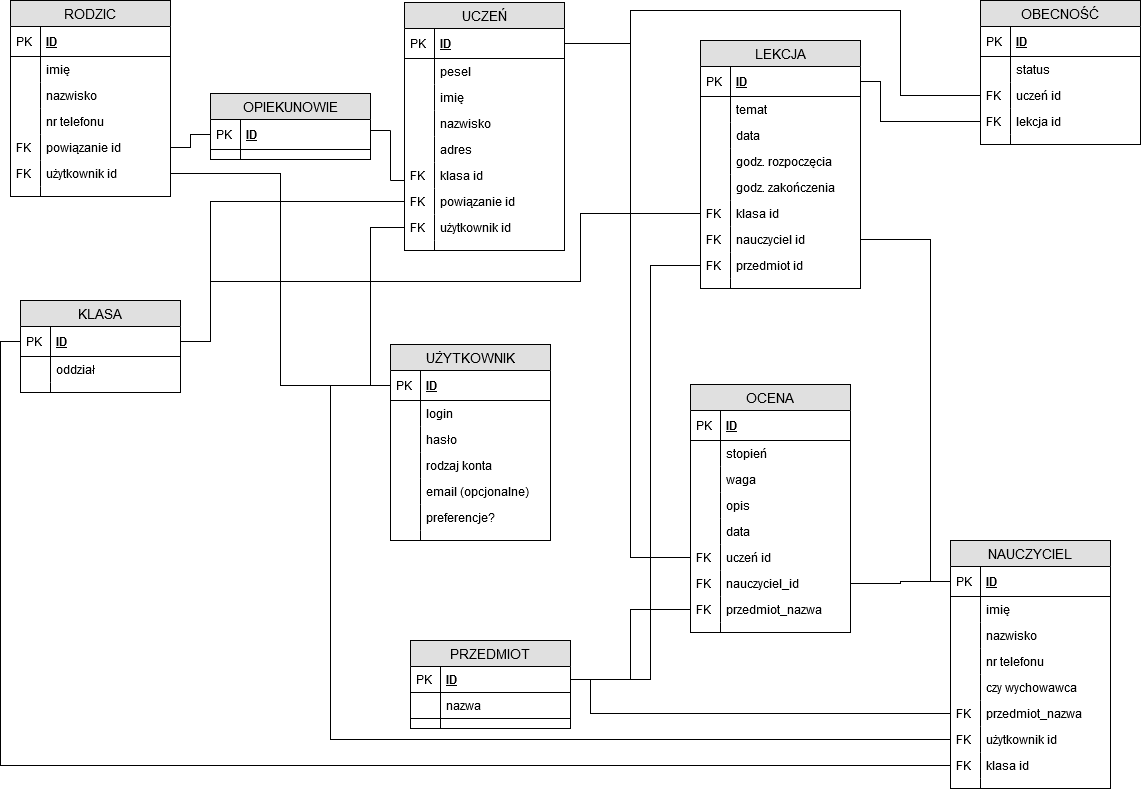 RODZIC
PK ID
imię
nazwisko
nr telefonu
FK powiązanie id
FK użytkownik id
OPIEKUNOWIE
PK ID
UCZEŃ
PK ID
pesel
imię
nazwisko
adres
FK klasa id
FK powiązanie id
FK użytkownik id
LEKCJA
PK ID
temat
data
godz. rozpoczęcia
godz. zakończenia
FK klasa id
FK nauczyciel id
FK przedmiot id
OBECNOŚĆ
PK ID
status
FK uczeń id
FK lekcja id
KLASA
PK ID
oddział
UŻYTKOWNIK
PK ID
login
hasło
rodzaj konta
email (opcjonalne)
preferencje?
OCENA
PK ID
stopień
waga
opis
data
FK uczeń id
FK nauczyciel_id
FK przedmiot_nazwa
PRZEDMIOT
PK ID
nazwa
NAUCZYCIEL
PK ID
imię
nazwisko
nr telefonu
czy wychowawca
FK przedmiot_nazwa
FK użytkownik id
FK klasa id